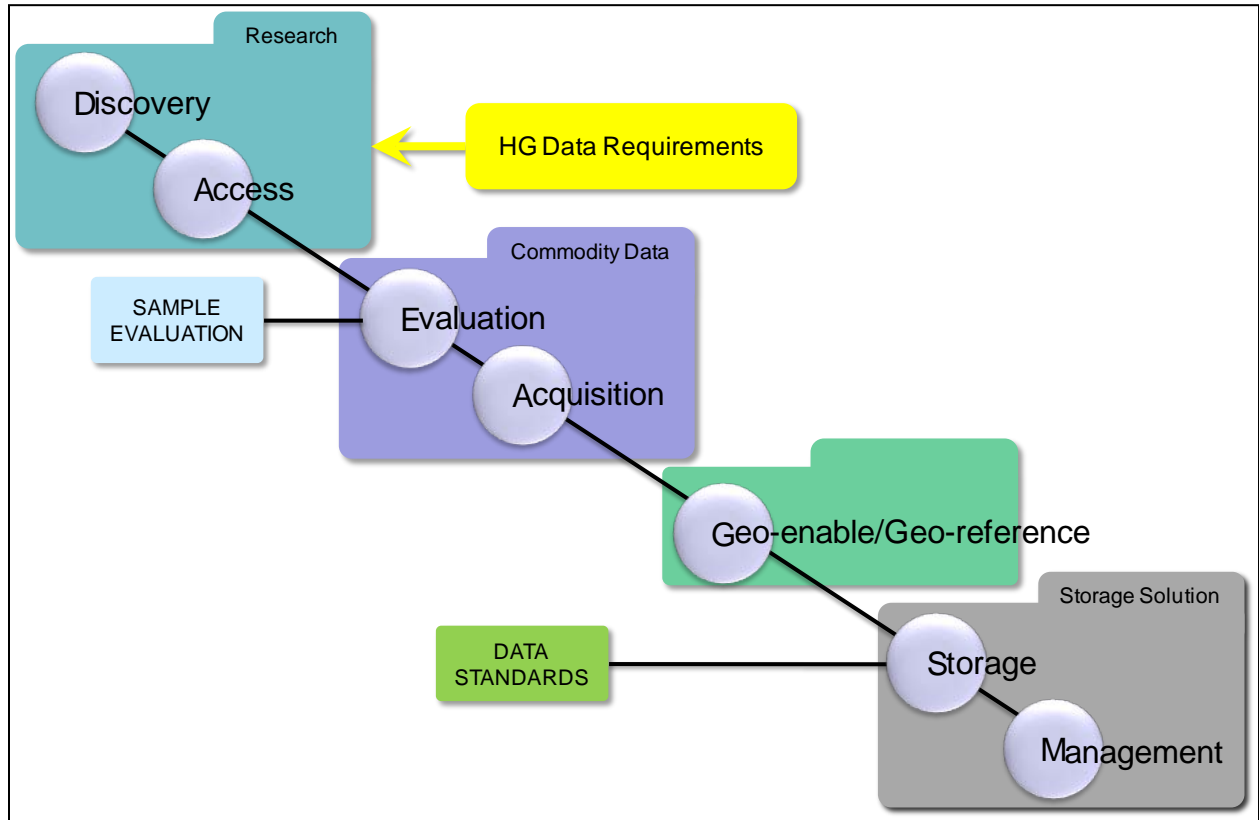 Research
Discovery
HG Data Requirements
Access
Commodity Data
SAMPLE
EVALUATION
Evaluation
Acquisition
Geo-enable/Geo-reference
Storage Solution
DATA
STANDARDS
Storage
Management